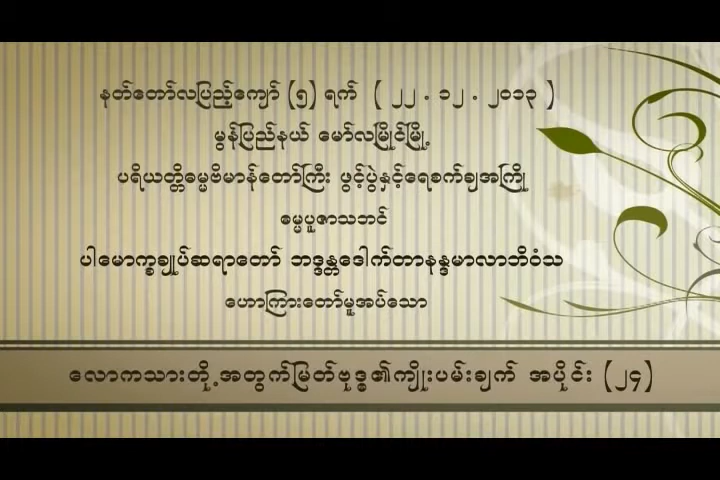 နတ်တော်လပြည့်ကျော် (၅) ရက် ( ၂၂ . ၁၂ . ၂၀၁၃ )
မွန်ပြည်နယ် မော်လမြိုင်မြို့
ပရိယတ္တိဓမ္မဗိမာန်တော်ကြီး ဖွင့်ပွဲနှင့်ရေစက်ချအကြို
ဓမ္မပူဇာသဘင်
ပါမောက္ခချုပ်ဆရာတော် ဘဒ္ဒန္တဒေါက်တာနန္ဒမာလာဘိဝံသ
ဟောကြားတော်မူအပ်သော
လောကသားတို့အတွက်မြတ်ဗုဒ္ဓ၏ကျိုးပမ်းချက် အပိုင်း (၂၄)